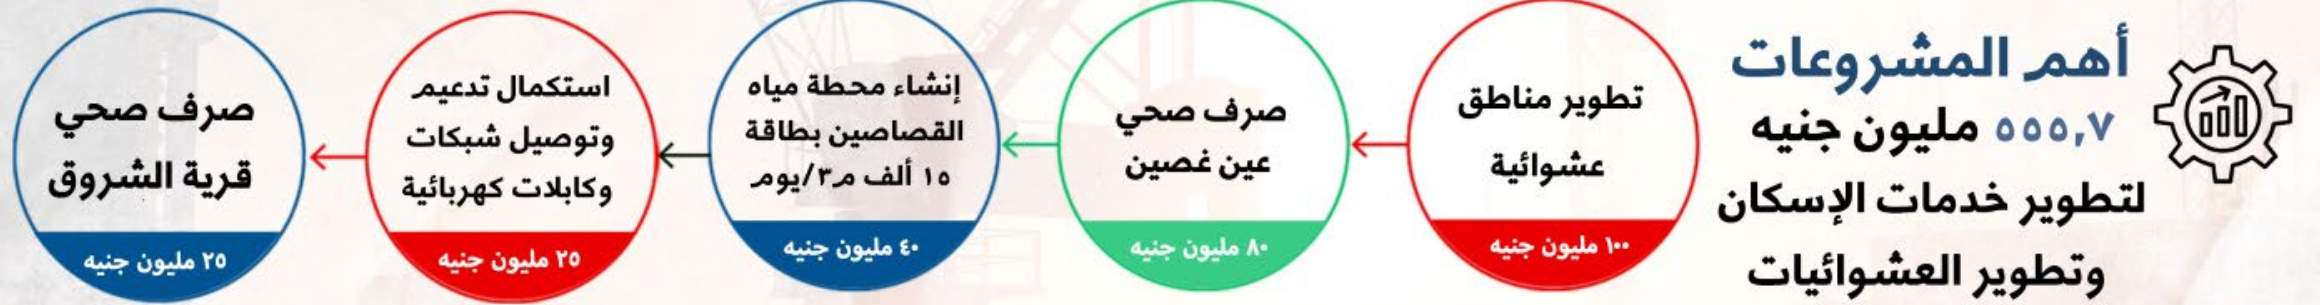 أهم المشروعات
٥٥٥,٧ مليون جنيه
لتطوير خدمات الإسكان
وتطوير العشوائيات
تطوير مناطق
عشوائية
١٠٠ مليون جنيه
صرف صحي
عين غصين
٨٠ مليون جنيه
إنشاء محطة مياه
القصاصين بطاقة
١٥ ألف م٣/يوم
٤٠ مليون جنيه
استكمال تدعيم
وتوصيل شبكات
وكابلات كهربائية
٢٥ مليون جنيه
صرف صحي
قرية الشروق
٢٥ مليون جنيه